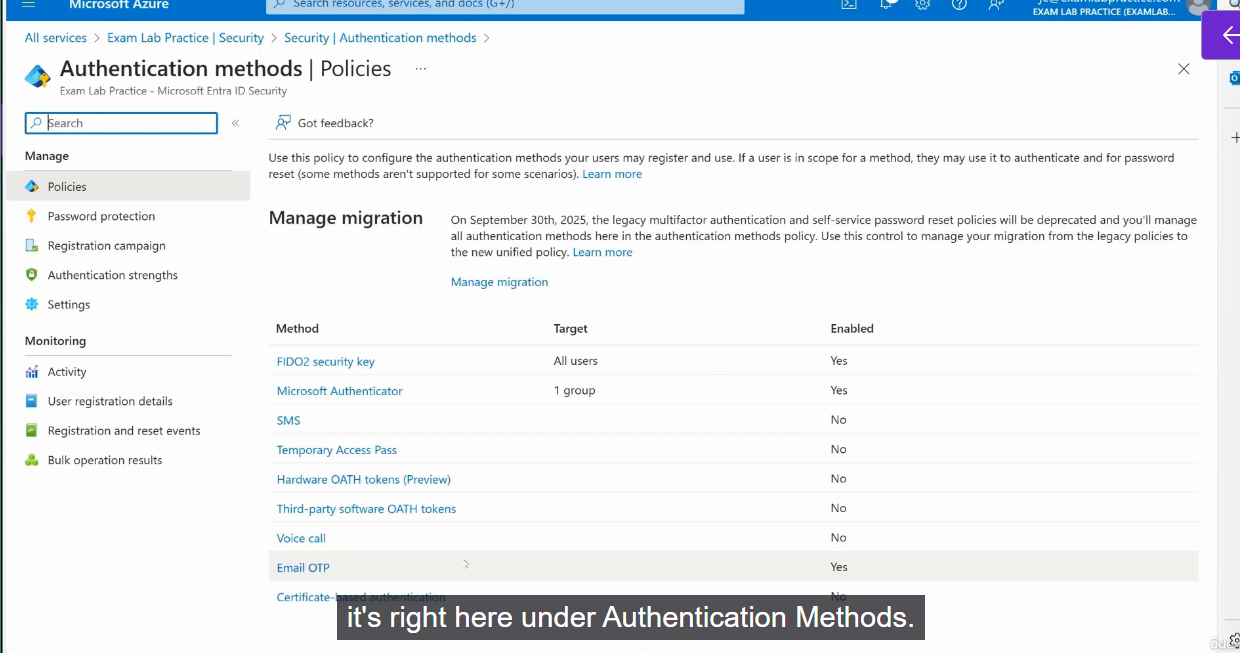 Microsoft Azure
Search resources, services, and docs (G+/)
EXAM LAB PRACTICE (EXAMLAB...
All services > Exam Lab Practice | Security > Security | Authentication methods >
Authentication methods | Policies ...
Exam Lab Practice - Microsoft Entra ID Security
Search
«
Got feedback?
Manage
Policies
Password protection
Registration campaign
Authentication strengths
Settings
Monitoring
Activity
User registration details
Registration and reset events
Bulk operation results
Use this policy to configure the authentication methods your users may register and use. If a user is in scope for a method, they may use it to authenticate and for password
reset (some methods aren't supported for some scenarios). Learn more
Manage migration
On September 30th, 2025, the legacy multifactor authentication and self-service password reset policies will be deprecated and you'll manage
all authentication methods here in the authentication methods policy. Use this control to manage your migration from the legacy policies to
the new unified policy. Learn more
Manage migration
Method Target Enabled
FIDO2 security key All users Yes
Microsoft Authenticator 1 group Yes
SMS No
Temporary Access Pass No
Hardware OATH tokens (Preview) No
Third-party software OATH tokens No
Voice call No
Email OTP Yes
Certificate-based authentication No
it's right here under Authentication Methods.